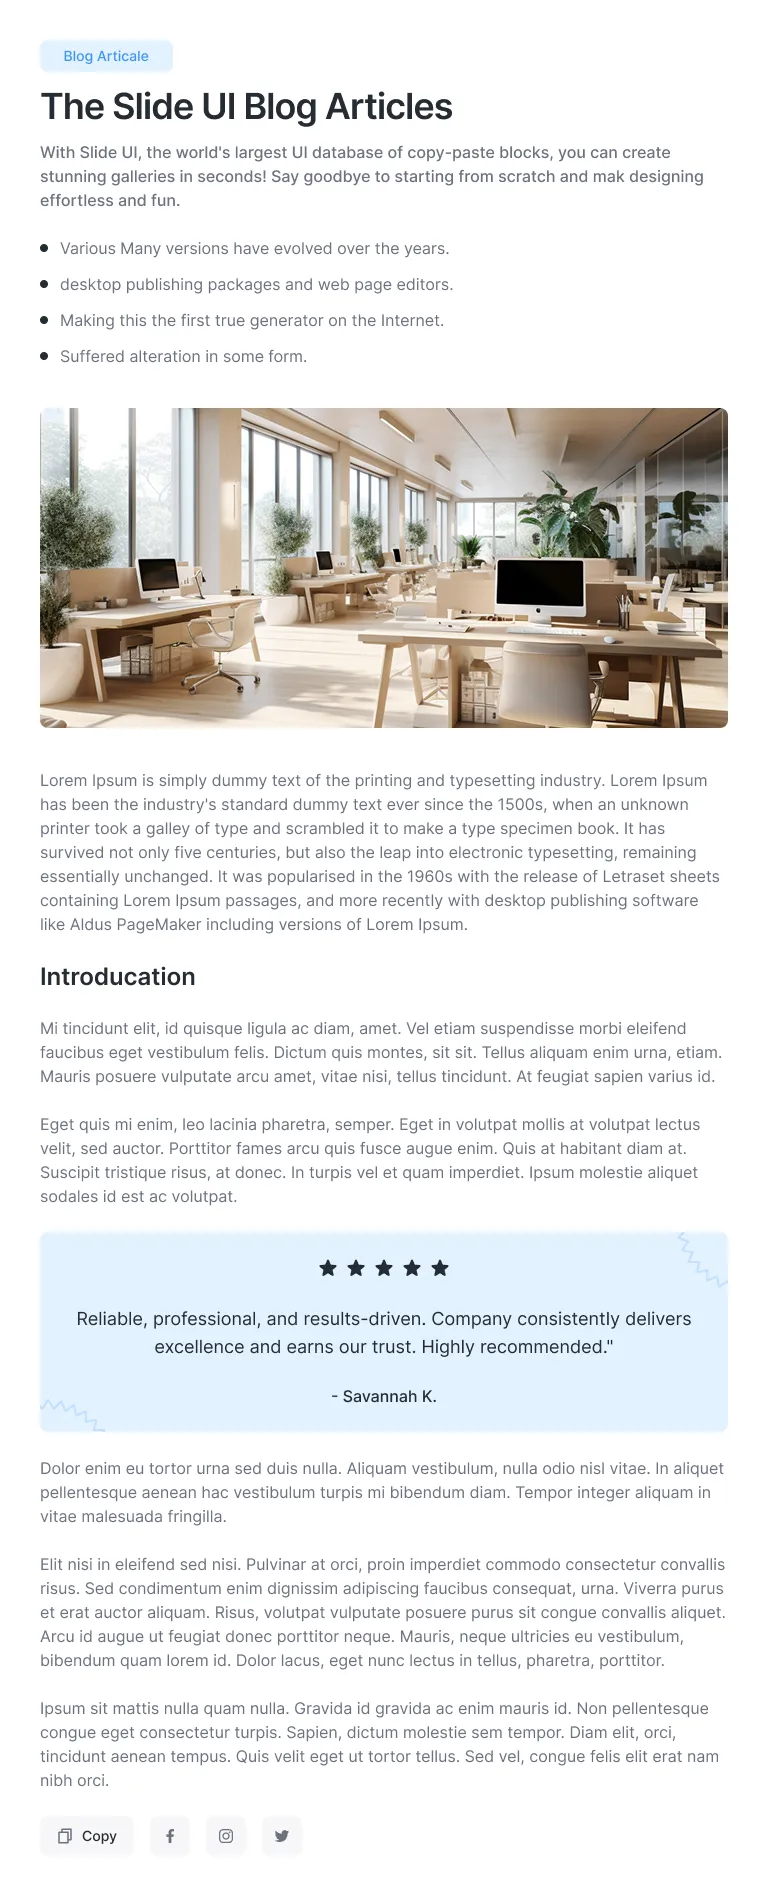 Blog Articale
The Slide UI Blog Articles
With Slide UI, the world's largest UI database of copy-paste blocks, you can create
stunning galleries in seconds! Say goodbye to starting from scratch and mak designing
effortless and fun.
Various Many versions have evolved over the years.
desktop publishing packages and web page editors.
Making this the first true generator on the Internet.
Suffered alteration in some form.
Lorem Ipsum is simply dummy text of the printing and typesetting industry. Lorem Ipsum
has been the industry's standard dummy text ever since the 1500s, when an unknown
printer took a galley of type and scrambled it to make a type specimen book. It has
survived not only five centuries, but also the leap into electronic typesetting, remaining
essentially unchanged. It was popularised in the 1960s with the release of Letraset sheets
containing Lorem Ipsum passages, and more recently with desktop publishing software
like Aldus PageMaker including versions of Lorem Ipsum.
Introducation
Mi tincidunt elit, id quisque ligula ac diam, amet. Vel etiam suspendisse morbi eleifend
faucibus eget vestibulum felis. Dictum quis montes, sit sit. Tellus aliquam enim urna, etiam.
Mauris posuere vulputate arcu amet, vitae nisi, tellus tincidunt. At feugiat sapien varius id.
Eget quis mi enim, leo lacinia pharetra, semper. Eget in volutpat mollis at volutpat lectus
velit, sed auctor. Porttitor fames arcu quis fusce augue enim. Quis at habitant diam at.
Suscipit tristique risus, at donec. In turpis vel et quam imperdiet. Ipsum molestie aliquet
sodales id est ac volutpat.
Reliable, professional, and results-driven. Company consistently delivers
excellence and earns our trust. Highly recommended."
- Savannah K.
Dolor enim eu tortor urna sed duis nulla. Aliquam vestibulum, nulla odio nisl vitae. In aliquet
pellentesque aenean hac vestibulum turpis mi bibendum diam. Tempor integer aliquam in
vitae malesuada fringilla.
Elit nisi in eleifend sed nisi. Pulvinar at orci, proin imperdiet commodo consectetur convallis
risus. Sed condimentum enim dignissim adipiscing faucibus consequat, urna. Viverra purus
et erat auctor aliquam. Risus, volutpat vulputate posuere purus sit congue convallis aliquet.
Arcu id augue ut feugiat donec porttitor neque. Mauris, neque ultricies eu vestibulum,
bibendum quam lorem id. Dolor lacus, eget nunc lectus in tellus, pharetra, porttitor.
Ipsum sit mattis nulla quam nulla. Gravida id gravida ac enim mauris id. Non pellentesque
congue eget consectetur turpis. Sapien, dictum molestie sem tempor. Diam elit, orci,
tincidunt aenean tempus. Quis velit eget ut tortor tellus. Sed vel, congue felis elit erat nam
nibh orci.
Copy